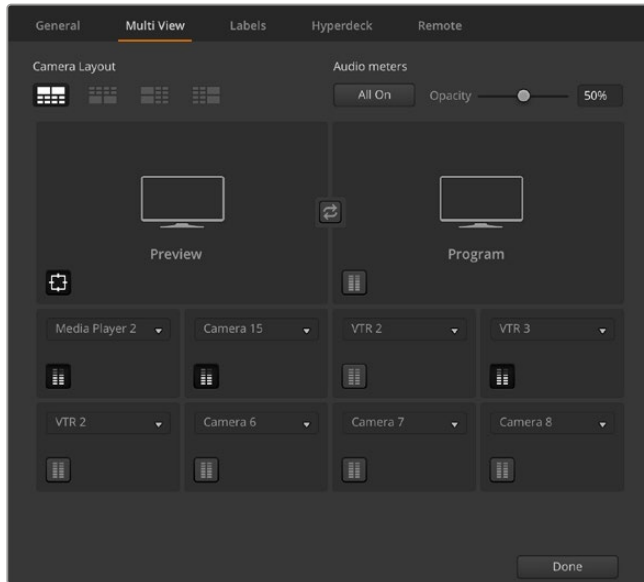 General Multi View Labels Hyperdeck Remote
Camera Layout Audio meters
All On Opacity 50%
Preview Program
Media Player 2 Camera 15 VTR 2 VTR 3
VTR 2 Camera 6 Camera 7 Camera 8
Done